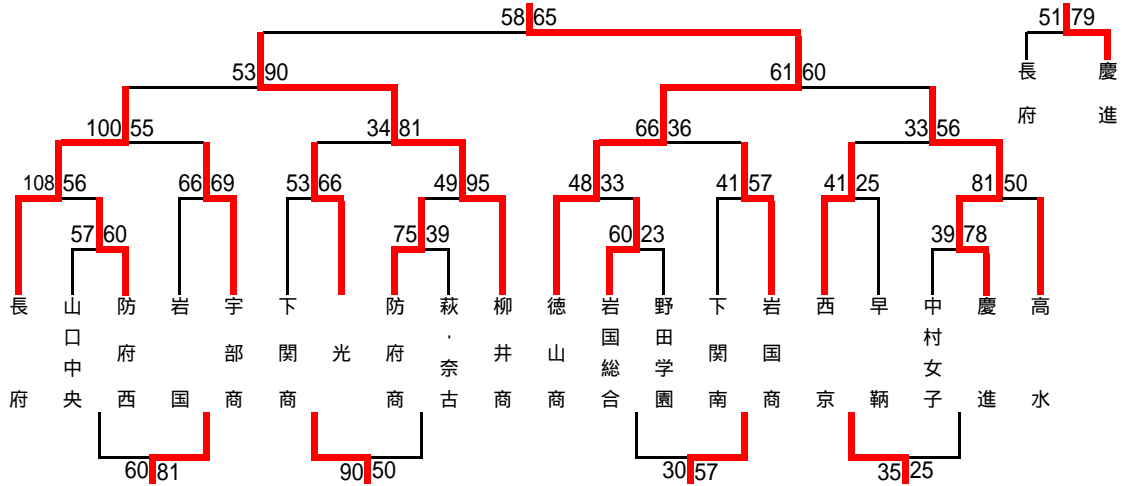 58 65
51 79
長府 慶進
53 90 61 60
100 55 34 81 66 36 33 56
108 56 66 69 53 66 49 95 48 33 41 57 41 25 81 50
57 60 75 39 60 23 39 78
長府 山口中央 防府西 岩国 宇部商 下関商 光 防府商 萩・奈古 柳井商 徳山商 岩国総合 野田学園 下関南 岩国商 西京 早鞆 中村女子 慶進 高水
60 81 90 50 30 57 35 25